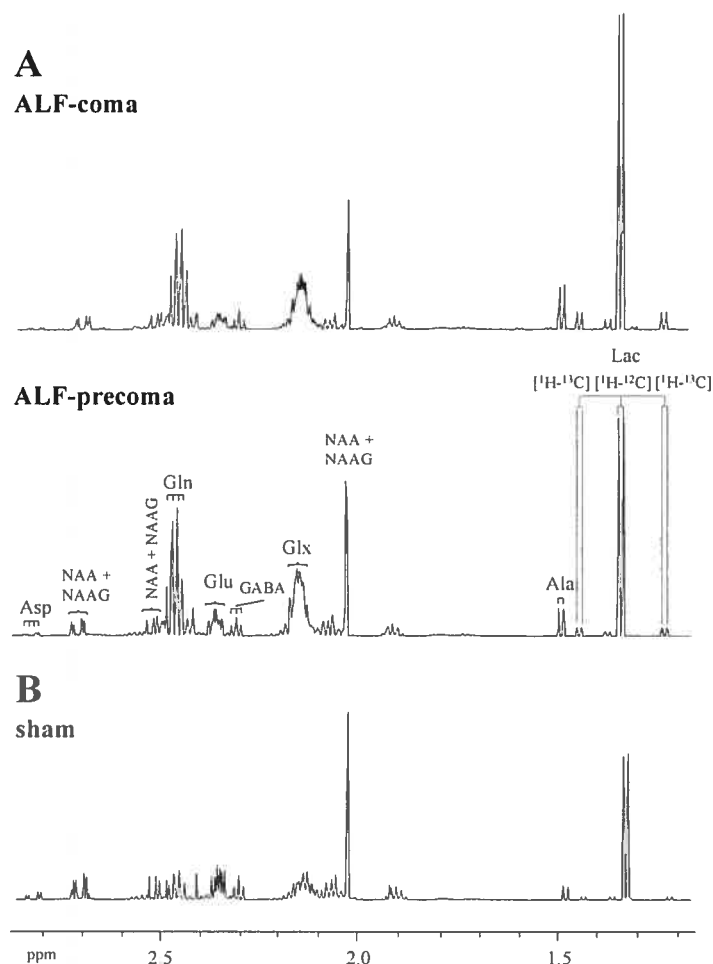 A
ALF-coma
Lac
[¹H-¹³C] [¹H-¹²C] [¹H-¹³C]
ALF-precoma
NAA +
NAAG
Gln
NAA + NAAG
NAA +
NAAG
Glx
Glu
GABA
Ala
Asp
B
sham
ppm 2.5 2.0 1.5